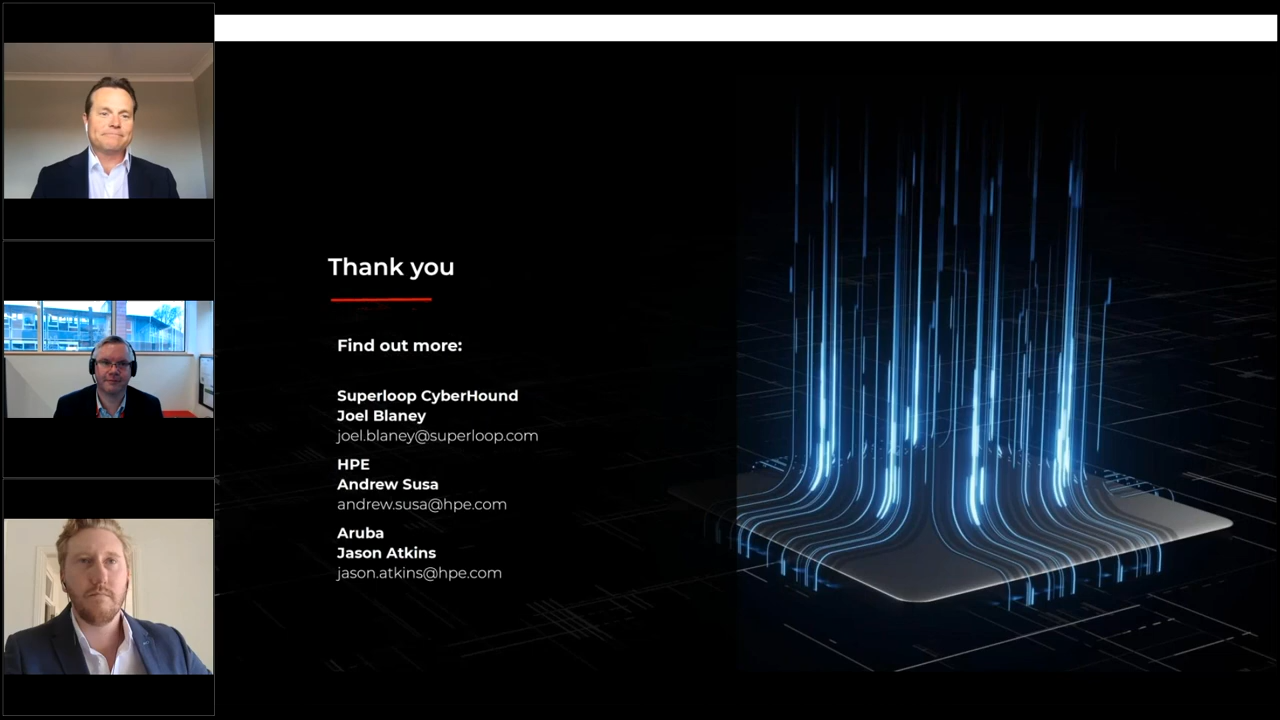 Thank you
Find out more:
Superloop CyberHound
Joel Blaney
joel.blaney@superloop.com
HPE
Andrew Susa
andrew.susa@hpe.com
Aruba
Jason Atkins
jason.atkins@hpe.com